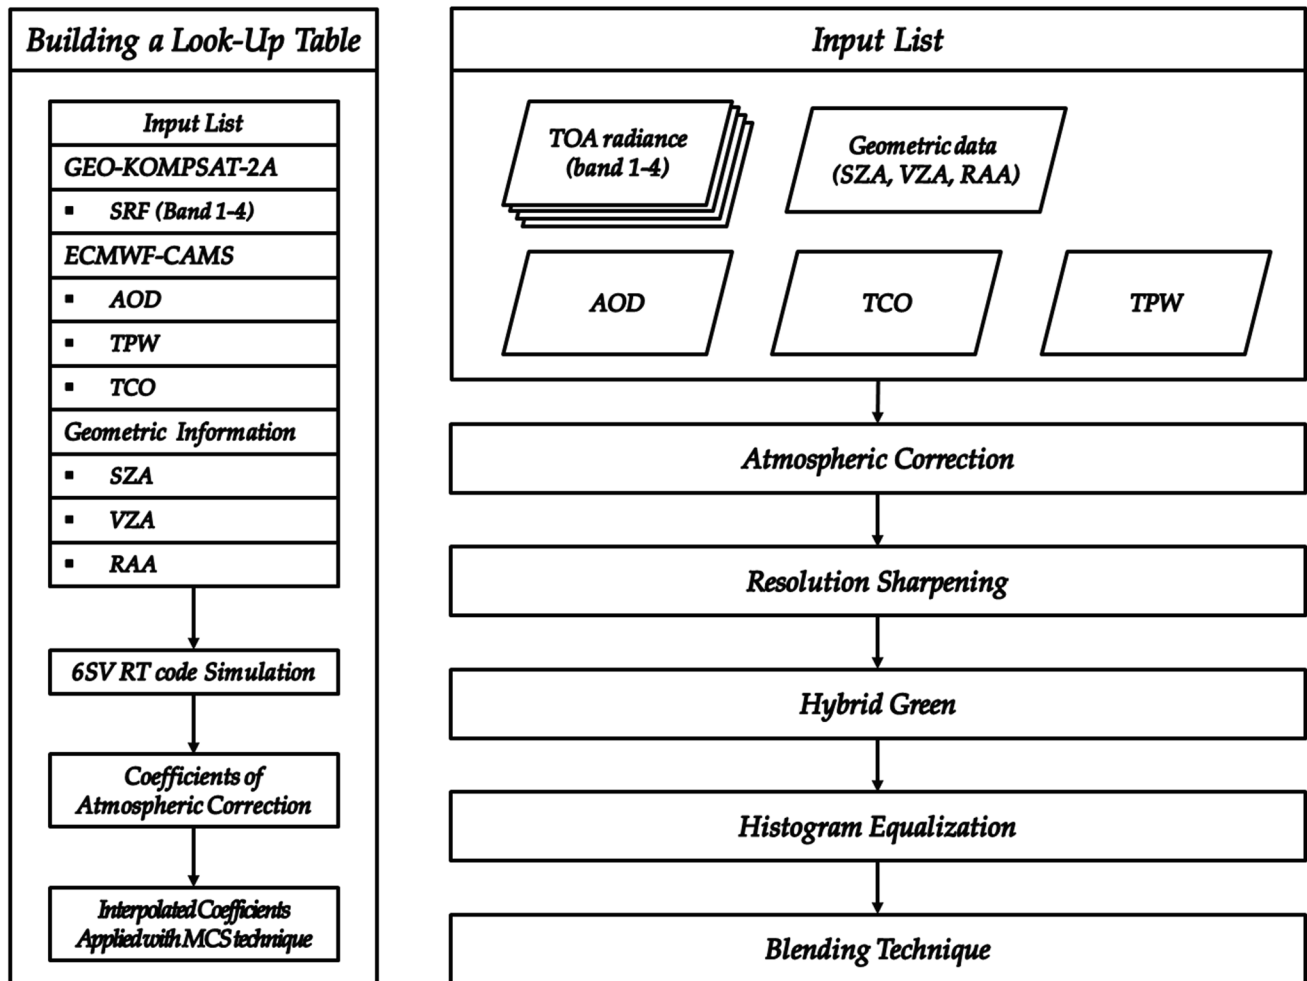 Building a Look-Up Table
Input List
GEO-KOMPSAT-2A
▪ SRF (Band 1-4)
ECMWF-CAMS
▪ AOD
▪ TPW
▪ TCO
Geometric Information
▪ SZA
▪ VZA
▪ RAA
6SV RT code Simulation
Coefficients of
Atmospheric Correction
Interpolated Coefficients
Applied with MCS technique
Input List
TOA radiance
(band 1-4)
Geometric data
(SZA, VZA, RAA)
AOD
TCO
TPW
Atmospheric Correction
Resolution Sharpening
Hybrid Green
Histogram Equalization
Blending Technique